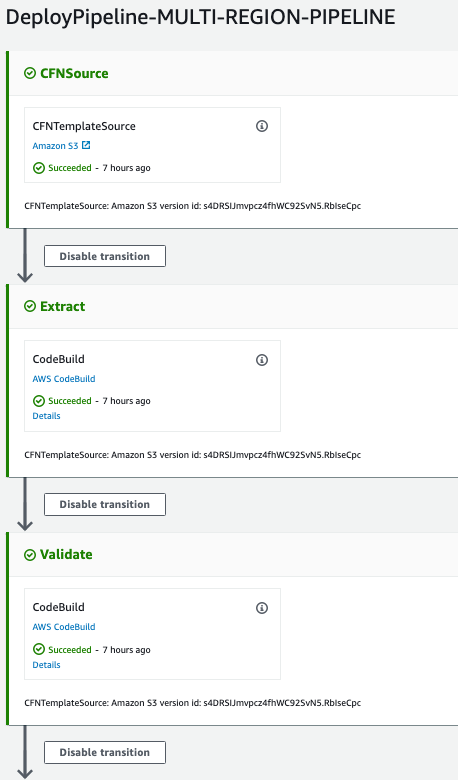 DeployPipeline-MULTI-REGION-PIPELINE
CFNSource
CFNTemplateSource
Amazon S3
Succeeded - 7 hours ago
CFNTemplateSource: Amazon S3 version id: s4DRSIJmvpcz4fhWC92SvN5.RbIseCpc
Disable transition
Extract
CodeBuild
AWS CodeBuild
Succeeded - 7 hours ago
Details
CFNTemplateSource: Amazon S3 version id: s4DRSIJmvpcz4fhWC92SvN5.RbIseCpc
Disable transition
Validate
CodeBuild
AWS CodeBuild
Succeeded - 7 hours ago
Details
CFNTemplateSource: Amazon S3 version id: s4DRSIJmvpcz4fhWC92SvN5.RbIseCpc
Disable transition